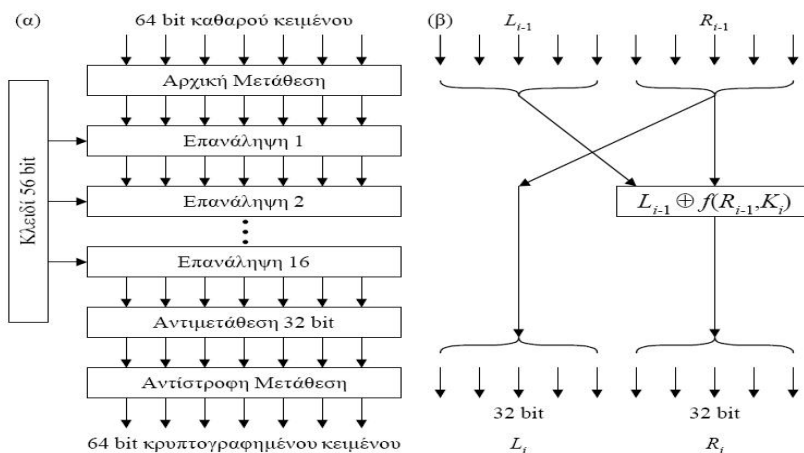 (α)
64 bit καθαρού κειμένου
Αρχική Μετάθεση
Κλειδί 56 bit
Επανάληψη 1
Επανάληψη 2
Επανάληψη 16
Αντιμετάθεση 32 bit
Αντίστροφη Μετάθεση
64 bit κρυπτογραφημένου κειμένου
(β)
L_{i-1}
R_{i-1}
L_{i-1} ⊕ f(R_{i-1},K_i)
32 bit
32 bit
L_i
R_i